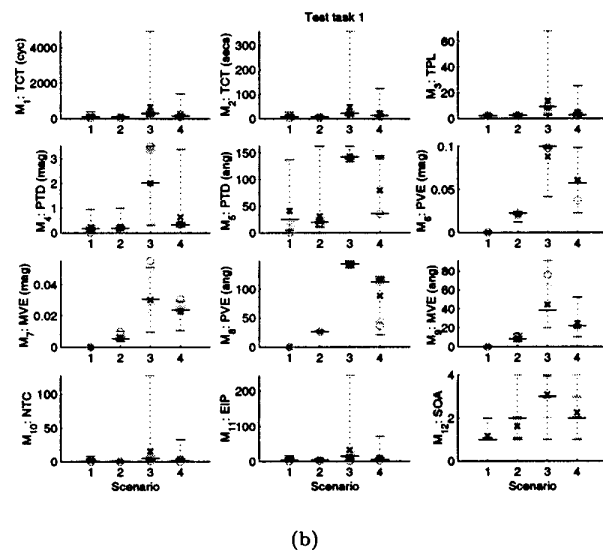 Test task 1
M1: TCT (cyc)
4000
2000
0
1 2 3 4
M2: TCT (secs)
300
200
100
0
1 2 3 4
M3: TPL
60
40
20
0
1 2 3 4
M4: PTD (mag)
3
2
1
0
1 2 3 4
M5: PTD (ang)
150
100
50
0
1 2 3 4
M6: PVE (mag)
0.1
0.05
0
1 2 3 4
M7: MVE (mag)
0.04
0.02
0
1 2 3 4
M8: PVE (ang)
100
50
0
1 2 3 4
M9: MVE (ang)
80
60
40
20
0
1 2 3 4
M10: NTC
100
50
0
1 2 3 4
Scenario
M11: EIP
200
100
0
1 2 3 4
Scenario
M12: SOA
4
2
0
1 2 3 4
Scenario
(b)